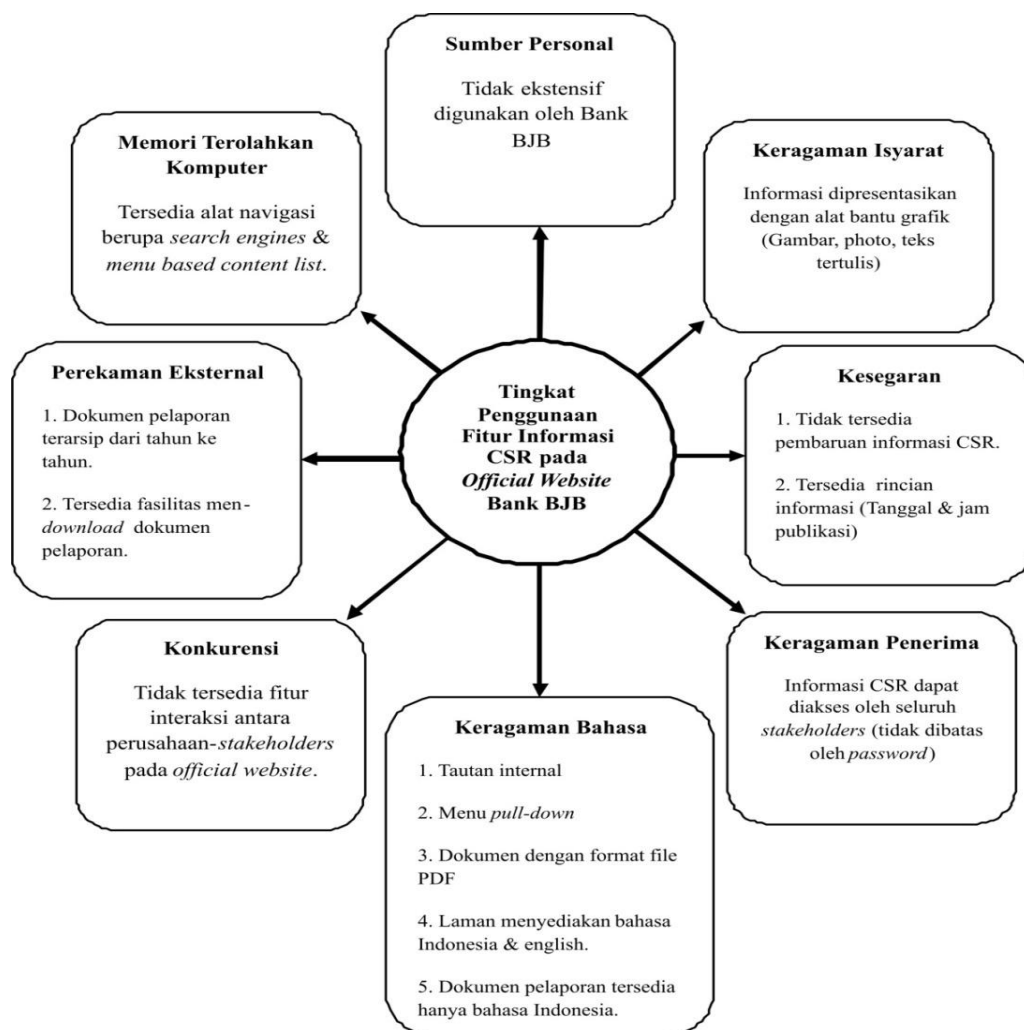 Sumber Personal
Tidak ekstensif
digunakan oleh Bank
BJB
Memori Terolahkan
Komputer
Tersedia alat navigasi
berupa search engines &
menu based content list.
Keragaman Isyarat
Informasi dipresentasikan
dengan alat bantu grafik
(Gambar, photo, teks
tertulis)
Perekaman Eksternal
1. Dokumen pelaporan
terarsip dari tahun ke
tahun.
2. Tersedia fasilitas men-
download dokumen
pelaporan.
Tingkat
Penggunaan
Fitur Informasi
CSR pada
Official Website
Bank BJB
Kesegaran
1. Tidak tersedia
pembaruan informasi CSR.
2. Tersedia rincian
informasi (Tanggal & jam
publikasi)
Konkurensi
Tidak tersedia fitur
interaksi antara
perusahaan-stakeholders
pada official website.
Keragaman Bahasa
1. Tautan internal
2. Menu pull-down
3. Dokumen dengan format file
PDF
4. Laman menyediakan bahasa
Indonesia & english.
5. Dokumen pelaporan tersedia
hanya bahasa Indonesia.
Keragaman Penerima
Informasi CSR dapat
diakses oleh seluruh
stakeholders (tidak dibatas
oleh password)